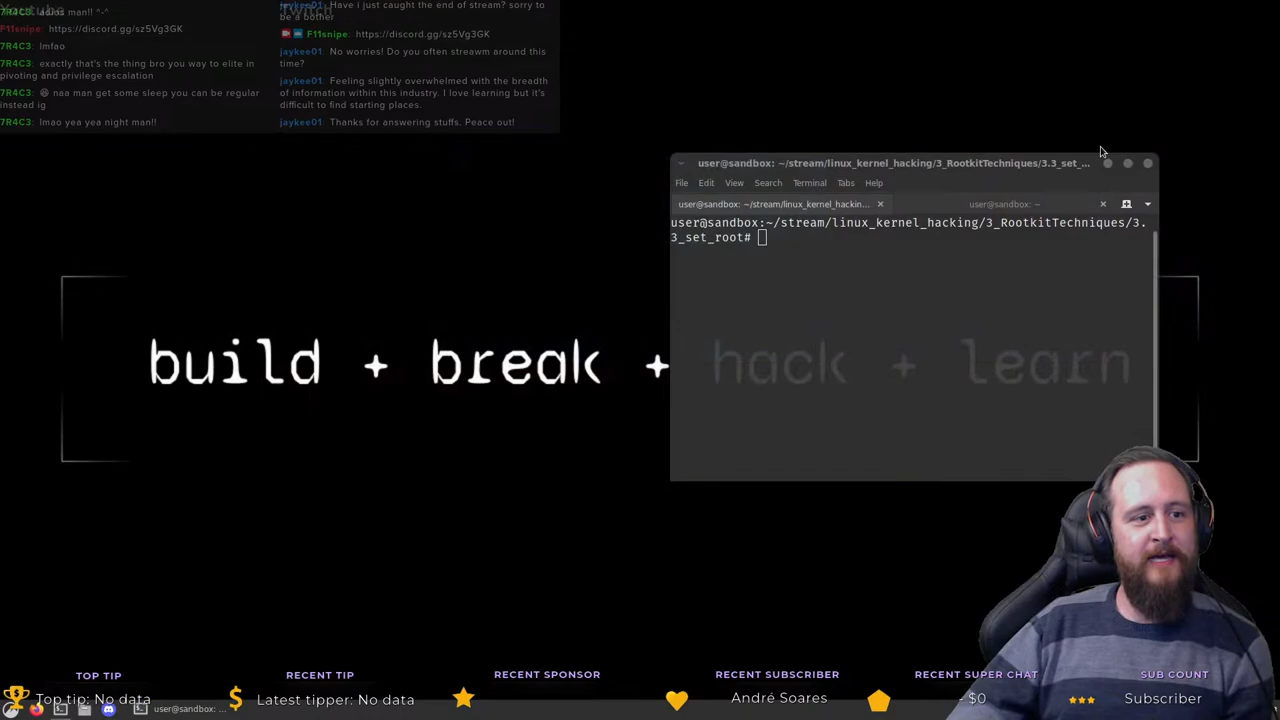 7R4C3: adios man!! ^-^
F11snipe: https://discord.gg/sz5Vg3GK
7R4C3: lmfao
7R4C3: exactly that's the thing bro you way to elite in
pivoting and privilege escalation
7R4C3: naa man get some sleep you can be regular
instead ig
7R4C3: lmao yea yea night man!!
jaykee01: Have i just caught the end of stream? sorry to
be a bother
F11snipe: https://discord.gg/sz5Vg3GK
jaykee01: No worries! Do you often streawm around this
time?
jaykee01: Feeling slightly overwhelmed with the breadth
of information within this industry. I love learning but it's
difficult to find starting places.
jaykee01: Thanks for answering stuffs. Peace out!
user@sandbox: ~/stream/linux_kernel_hacking/3_RootkitTechniques/3.3_set_...
File Edit View Search Terminal Tabs Help
user@sandbox: ~/stream/linux_kernel_hackin...
user@sandbox: ~
user@sandbox:~/stream/linux_kernel_hacking/3_RootkitTechniques/3.
3_set_root#
build + break + hack + learn
TOP TIP
Top tip: No data
RECENT TIP
Latest tipper: No data
RECENT SPONSOR
RECENT SUBSCRIBER
André Soares
RECENT SUPER CHAT
- $0
SUB COUNT
Subscriber
user@sandbox: ...